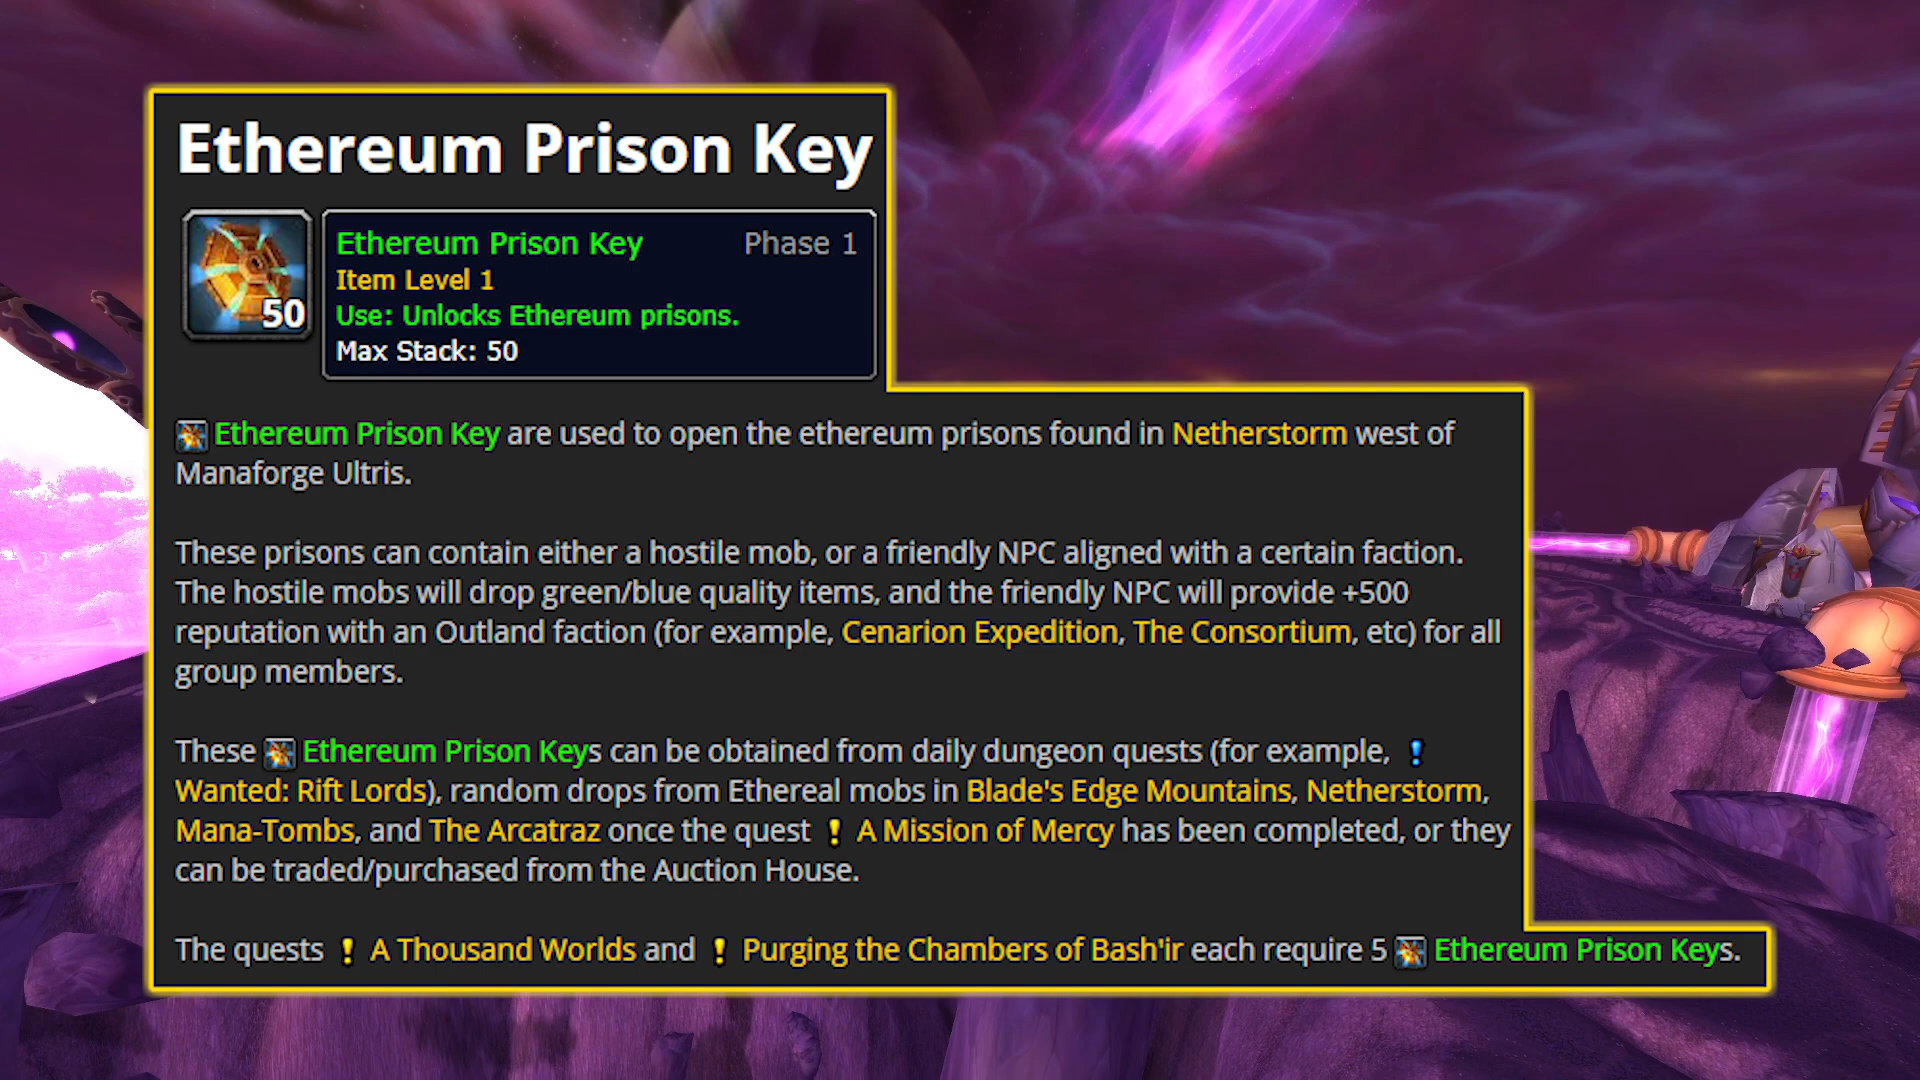 Ethereum Prison Key
50
Ethereum Prison Key Phase 1
Item Level 1
Use: Unlocks Ethereum prisons.
Max Stack: 50
Ethereum Prison Key are used to open the ethereum prisons found in Netherstorm west of
Manaforge Ultris.
These prisons can contain either a hostile mob, or a friendly NPC aligned with a certain faction.
The hostile mobs will drop green/blue quality items, and the friendly NPC will provide +500
reputation with an Outland faction (for example, Cenarion Expedition, The Consortium, etc) for all
group members.
These Ethereum Prison Keys can be obtained from daily dungeon quests (for example, !
Wanted: Rift Lords), random drops from Ethereal mobs in Blade's Edge Mountains, Netherstorm,
Mana-Tombs, and The Arcatraz once the quest ! A Mission of Mercy has been completed, or they
can be traded/purchased from the Auction House.
The quests ! A Thousand Worlds and ! Purging the Chambers of Bash'ir each require 5 Ethereum Prison Keys.